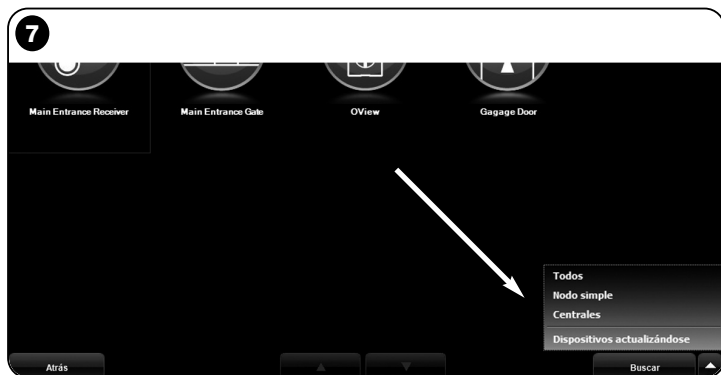 7
Main Entrance Receiver
Main Entrance Gate
OView
Gagage Door
Todos
Nodo simple
Centrales
Dispositivos actualizándose
Atrás
Buscar